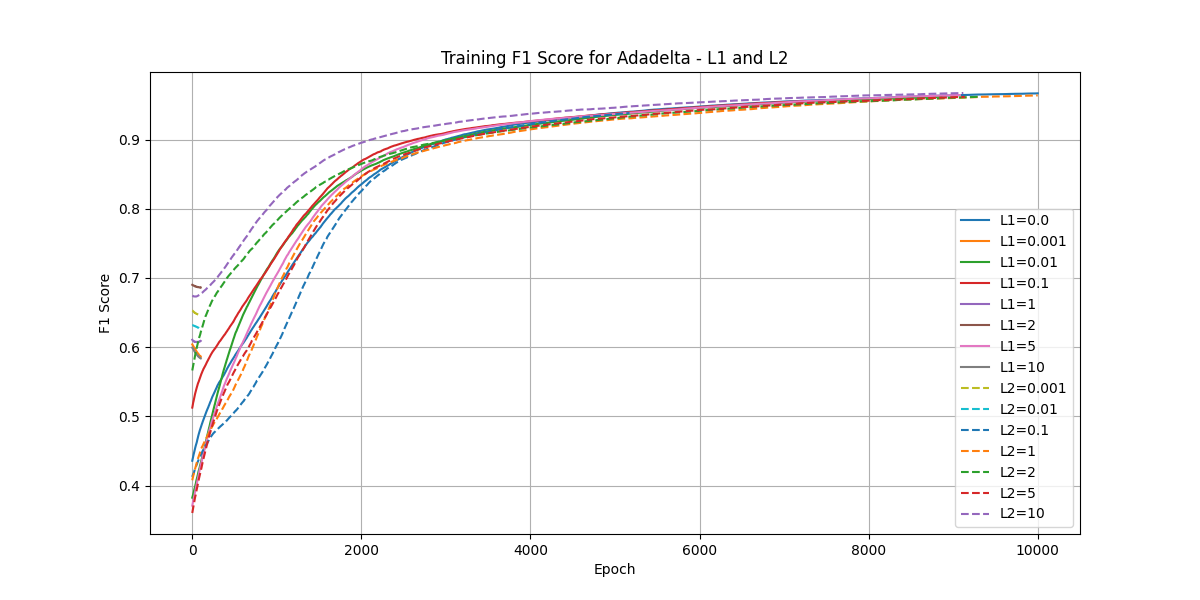 Training F1 Score for Adadelta - L1 and L2
F1 Score
0.9
0.8
0.7
0.6
0.5
0.4
0
2000
4000
6000
8000
10000
Epoch
L1=0.0
L1=0.001
L1=0.01
L1=0.1
L1=1
L1=2
L1=5
L1=10
L2=0.001
L2=0.01
L2=0.1
L2=1
L2=2
L2=5
L2=10